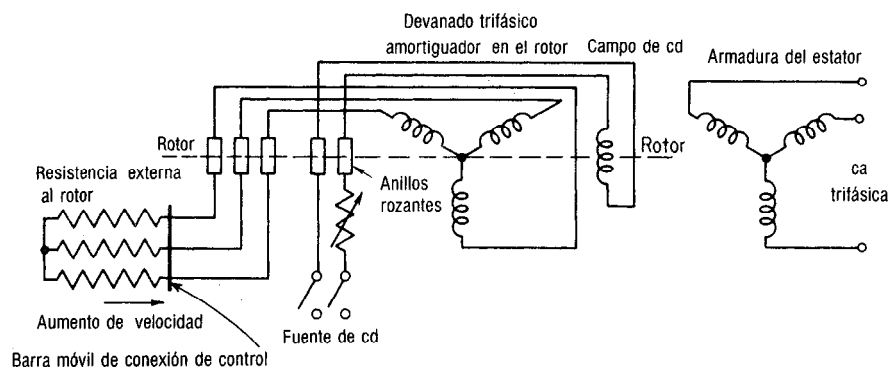 Devanado trifásico
amortiguador en el rotor
Campo de cd
Armadura del estator
Rotor
Rotor
Resistencia externa
al rotor
Anillos
rozantes
ca
trifásica
Aumento de velocidad
Fuente de cd
Barra móvil de conexión de control